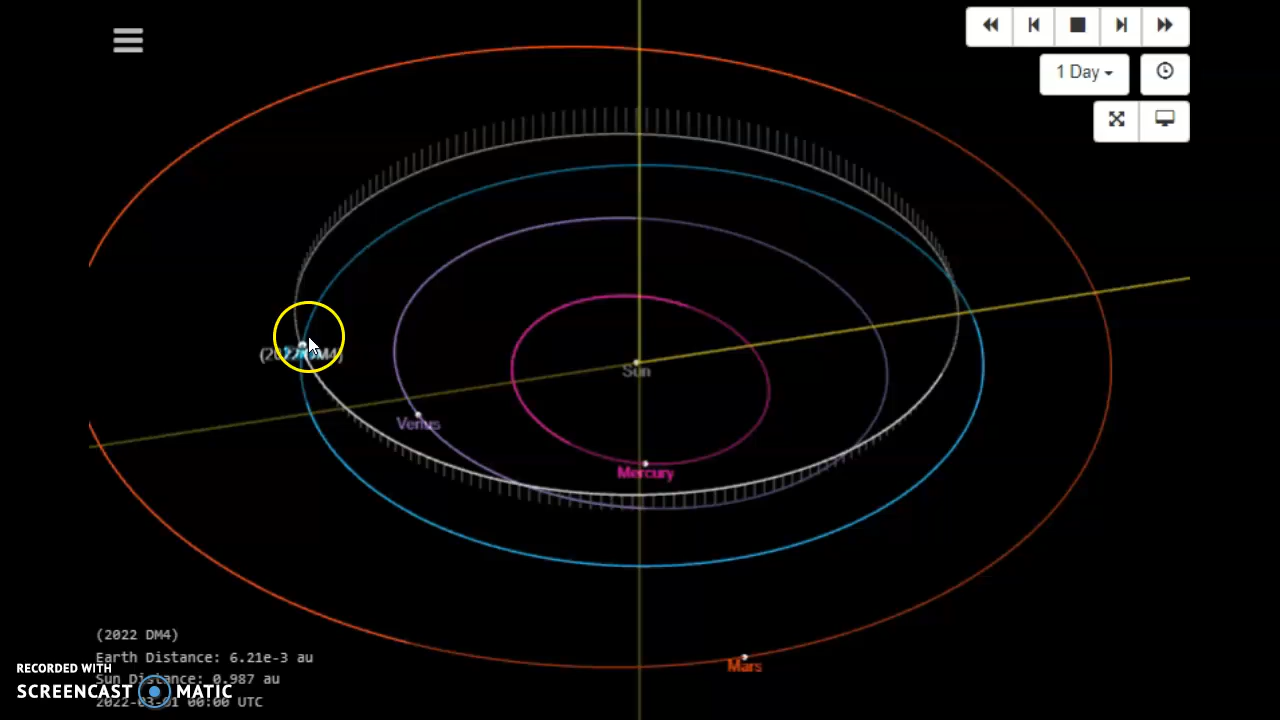 1 Day
(2022 DM4)
Sun
Venus
Mercury
Mars
(2022 DM4)
Earth Distance: 6.21e-3 au
Sun Distance: 0.987 au
2022-03-01 00:00 UTC
RECORDED WITH
SCREENCAST MATIC